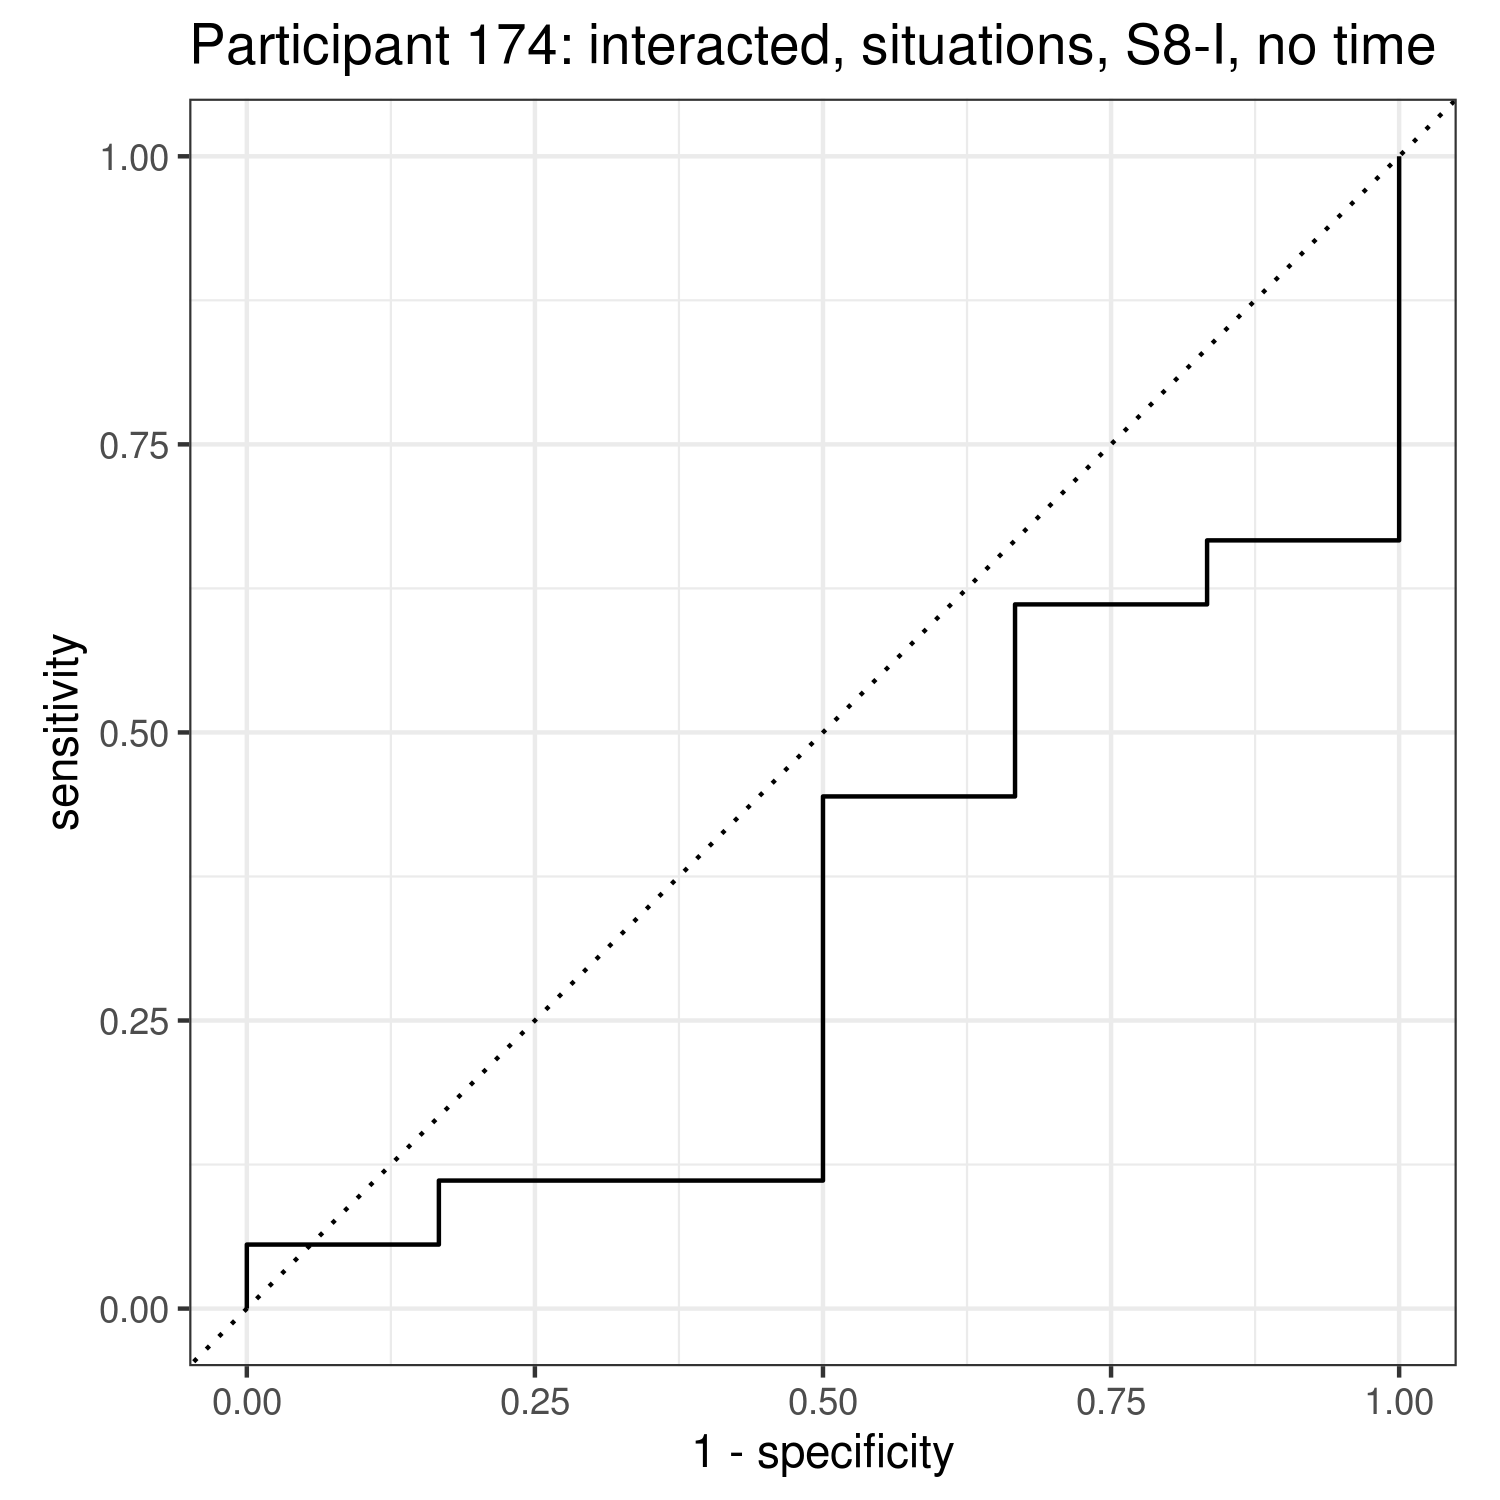 Participant 174: interacted, situations, S8-I, no time
1.00
0.75
0.50
0.25
0.00
sensitivity
0.00 0.25 0.50 0.75 1.00
1 - specificity